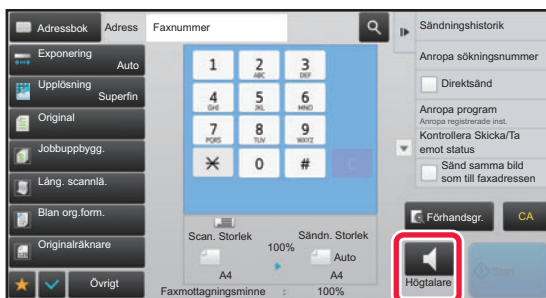 Adressbok
Adress
Faxnummer
Exponering
Auto
Upplösning
Superfin
Original
Jobbuppbygg.
Lång. scannlä.
Blan org.form.
Originalräknare
Övrigt
1
2
ABC
3
DEF
4
GHI
5
JKL
6
MNO
7
PQRS
8
TUV
9
WXYZ
0
#
C
Scan. Storlek
A4
100%
Sändn. Storlek
Auto
A4
Faxmottagningsminne : 100%
Sändningshistorik
Anropa sökningsnummer
Direktsänd
Anropa program
Anropa registrerade inst.
Kontrollera Skicka/Ta
emot status
Sänd samma bild
som till faxadressen
Förhandsgr.
CA
Högtalare
Start